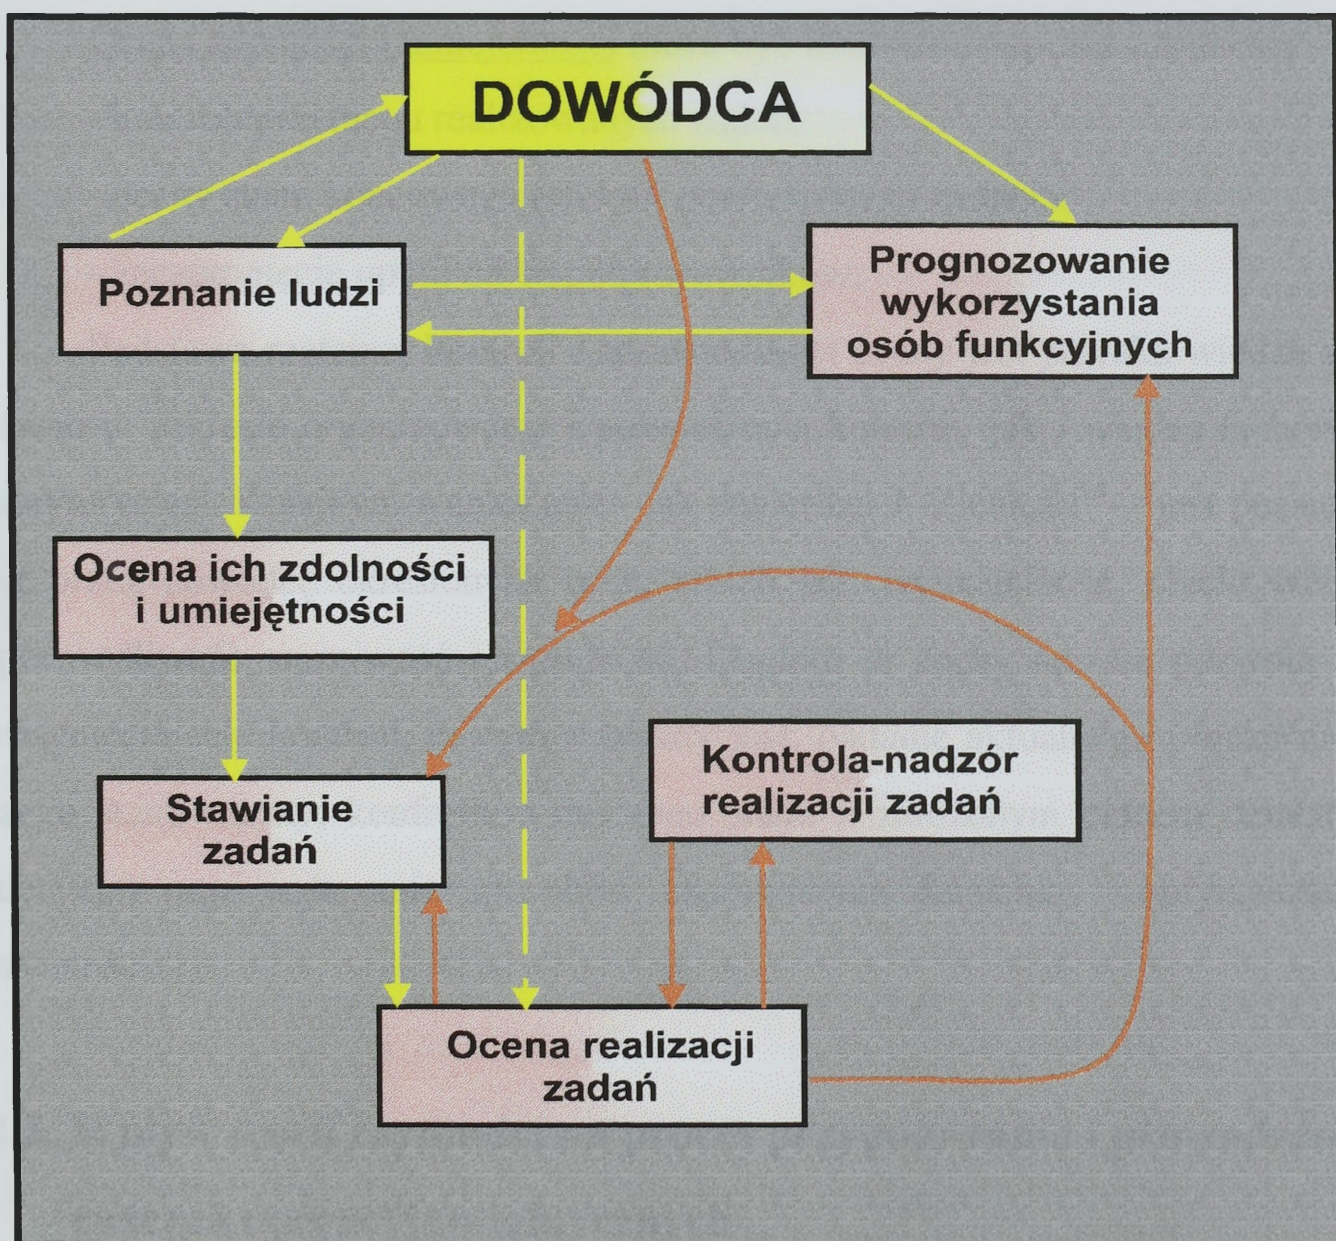 DOWÓDCA
Poznanie ludzi
Prognozowanie
wykorzystania
osób funkcyjnych
Ocena ich zdolności
i umiejętności
Stawianie
zadań
Kontrola-nadzór
realizacji zadań
Ocena realizacji
zadań